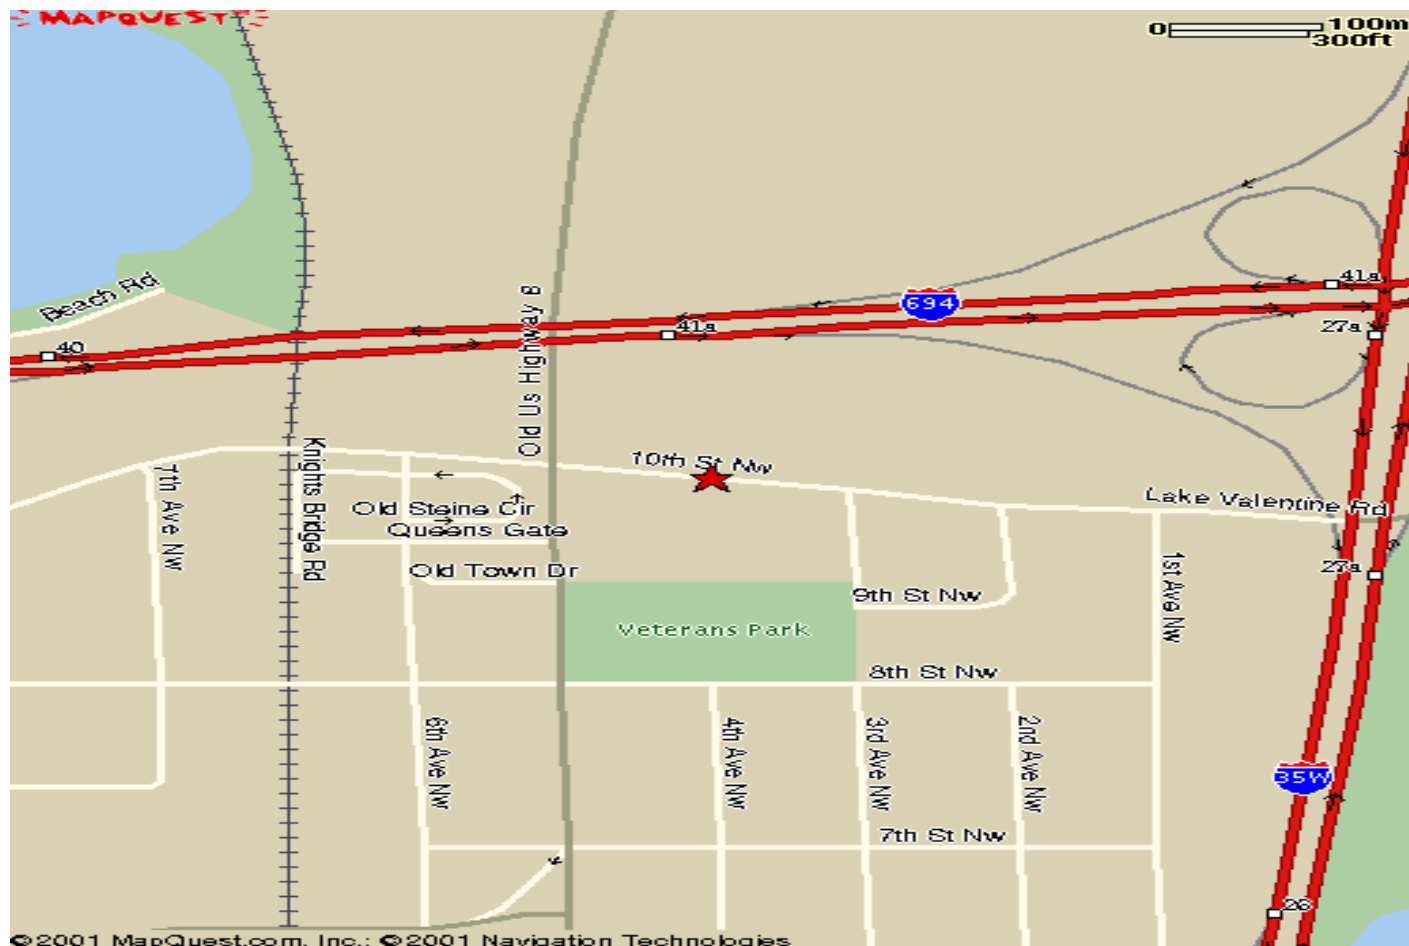 MAPQUEST
0 100m
300ft
Beach Rd
41a
694
41a
27a
40
Old Us Highway 8
10th St Nw
Knights Bridge Rd
7th Ave NW
Lake Valentine Rd
Old Steine Cir
Queens Gate
Old Town Dr
27a
1st Ave NW
9th St Nw
Veterans Park
8th St Nw
6th Ave NW
4th Ave NW
3rd Ave NW
2nd Ave NW
35W
7th St Nw
26
©2001 MapQuest.com, Inc.; ©2001 Navigation Technologies